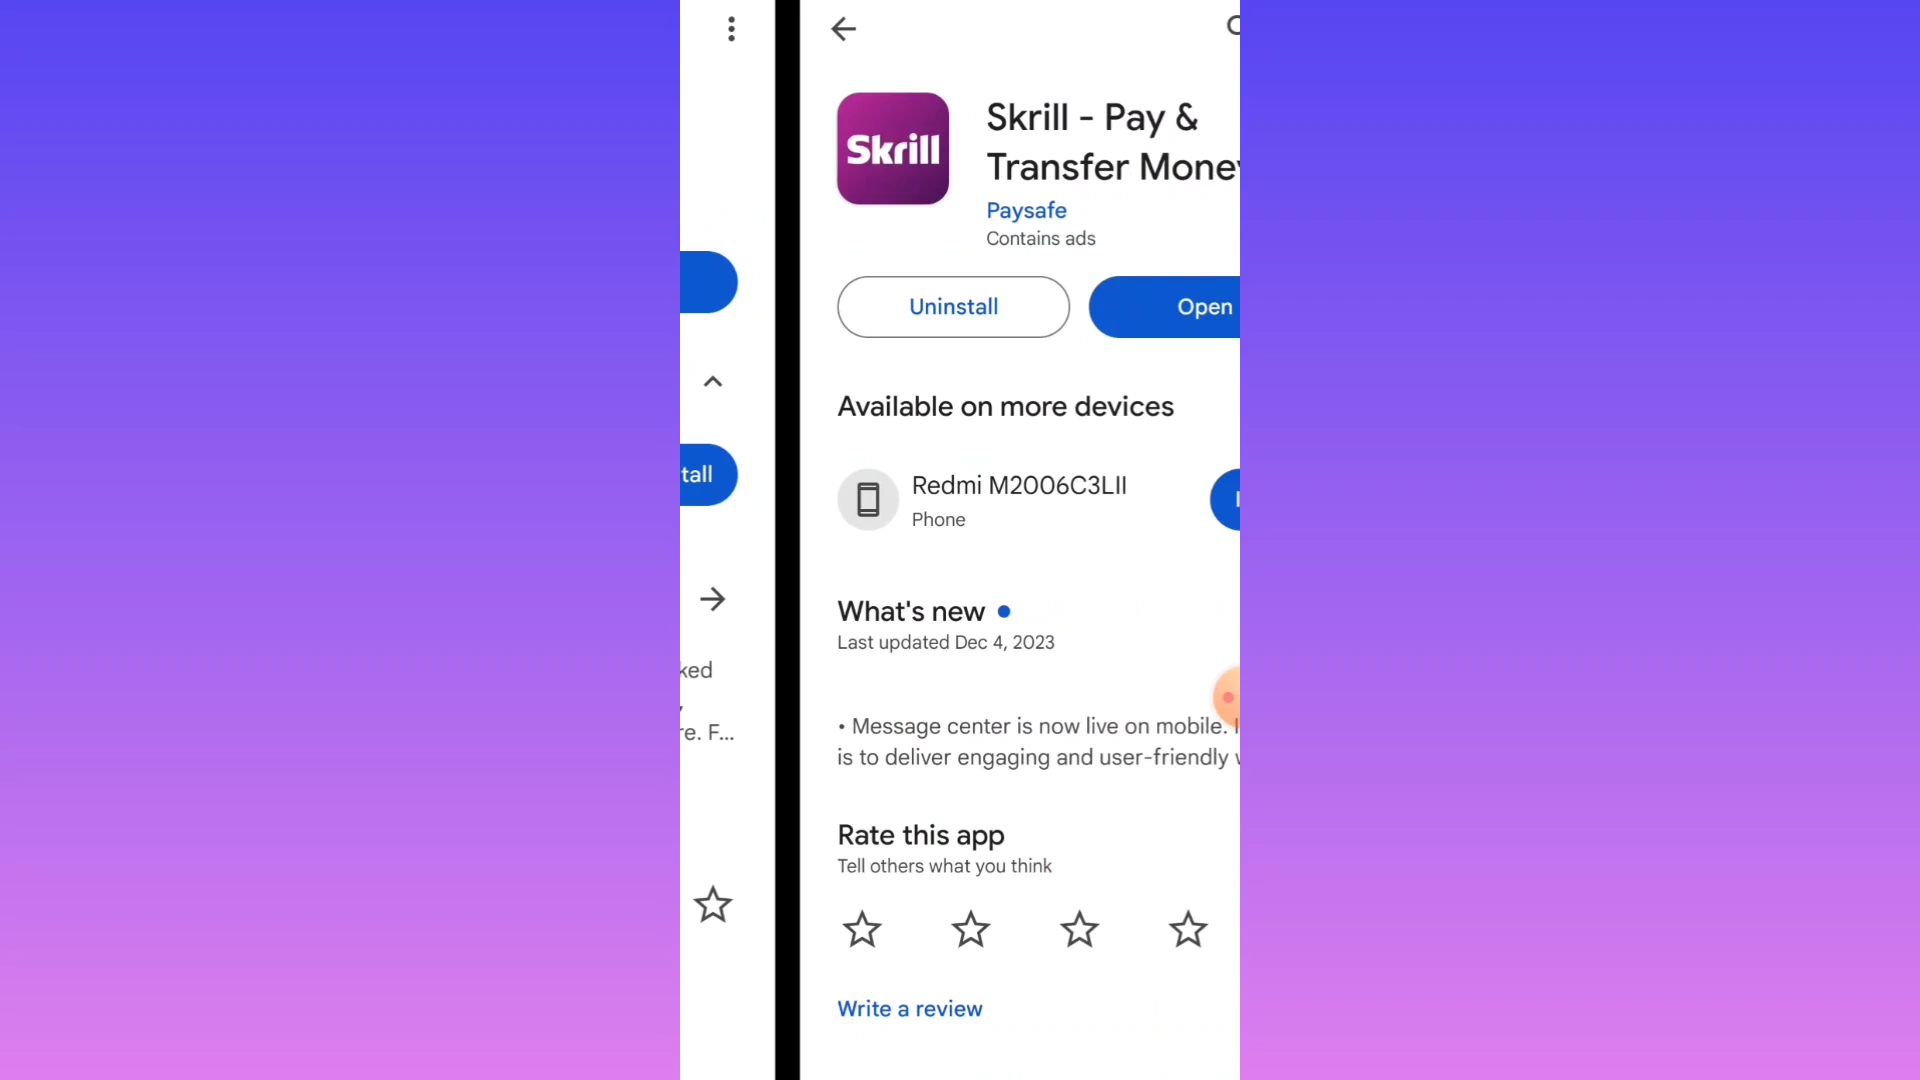 Skrill
Skrill - Pay &
Transfer Money
Paysafe
Contains ads
Uninstall
Open
Available on more devices
Redmi M2006C3LII
Phone
What's new
Last updated Dec 4, 2023
• Message center is now live on mobile.
is to deliver engaging and user-friendly
Rate this app
Tell others what you think
Write a review
tall
ked
re. F...